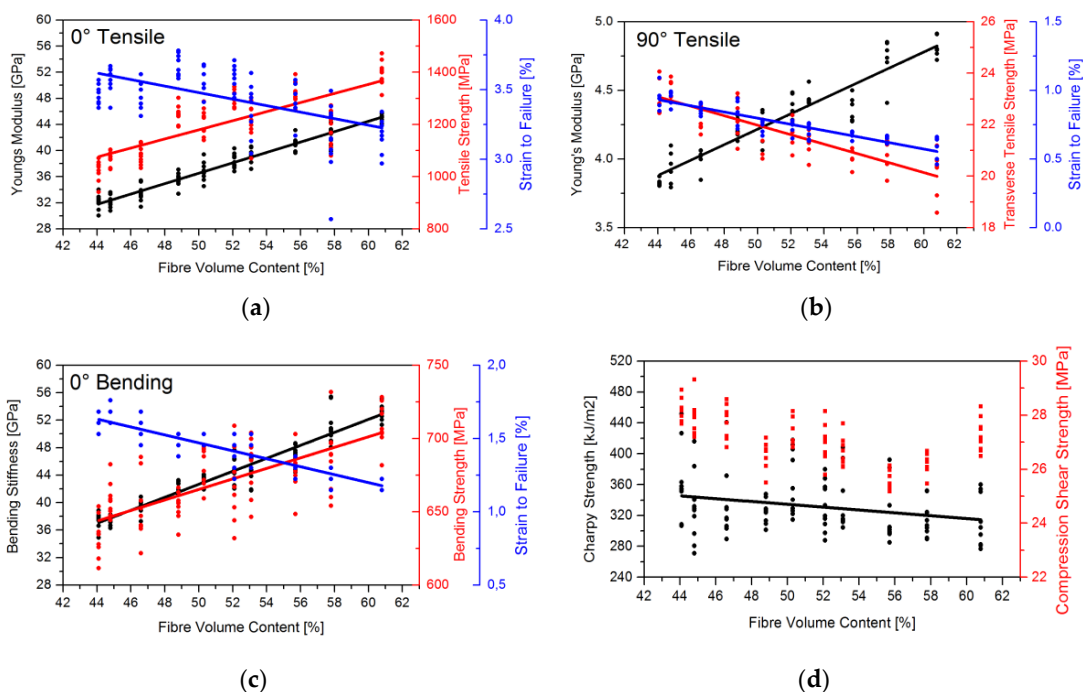 0° Tensile
Youngs Modulus [GPa]
60
56
52
48
44
40
36
32
28
42 44 46 48 50 52 54 56 58 60 62
Fibre Volume Content [%]
1600
1400
1200
1000
800
Tensile Strength [MPa]
4.0
3.5
3.0
2.5
Strain to Failure [%]
(a)
90° Tensile
Young's Modulus [GPa]
5.0
4.5
4.0
3.5
42 44 46 48 50 52 54 56 58 60 62
Fibre Volume Content [%]
26
24
22
20
18
Transverse Tensile Strength [MPa]
1.5
1.0
0.5
0.0
Strain to Failure [%]
(b)
0° Bending
Bending Stiffness [GPa]
60
56
52
48
44
40
36
32
28
42 44 46 48 50 52 54 56 58 60 62
Fibre Volume Content [%]
750
700
650
600
Bending Strength [MPa]
2.0
1.5
1.0
0,5
Strain to Failure [%]
(c)
Charpy Strength [kJ/m2]
520
480
440
400
360
320
280
240
42 44 46 48 50 52 54 56 58 60 62
Fibre Volume Content [%]
30
28
26
24
22
Compression Shear Strength [MPa]
(d)